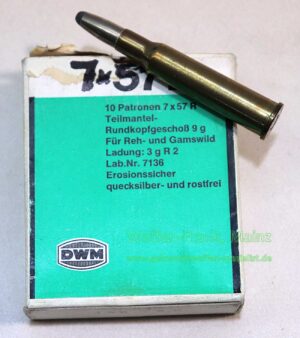 7x57
10 Patronen 7 x 57 R
Teilmantel-
Rundkopfgeschoß 9 g
Für Reh- und Gamswild
Ladung: 3 g R 2
Lab.Nr. 7136
Erosionssicher
quecksilber- und rostfrei
Mainz
DWM